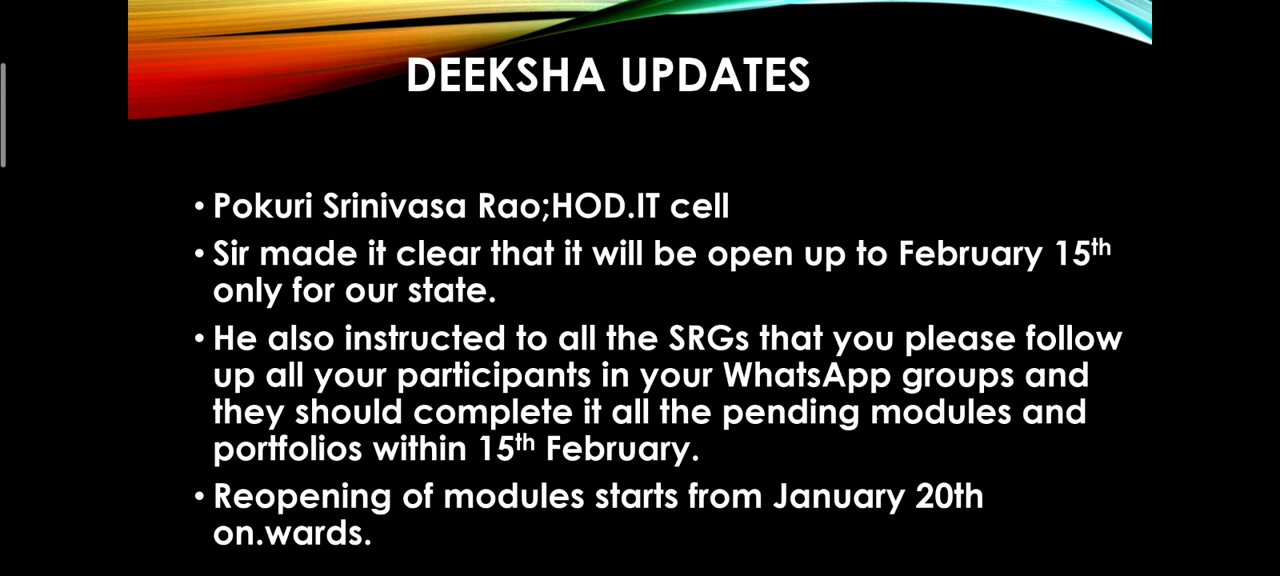 DEEKSHA UPDATES
• Pokuri Srinivasa Rao;HOD.IT cell
• Sir made it clear that it will be open up to February 15th
only for our state.
• He also instructed to all the SRGs that you please follow
up all your participants in your WhatsApp groups and
they should complete it all the pending modules and
portfolios within 15th February.
• Reopening of modules starts from January 20th
on.wards.